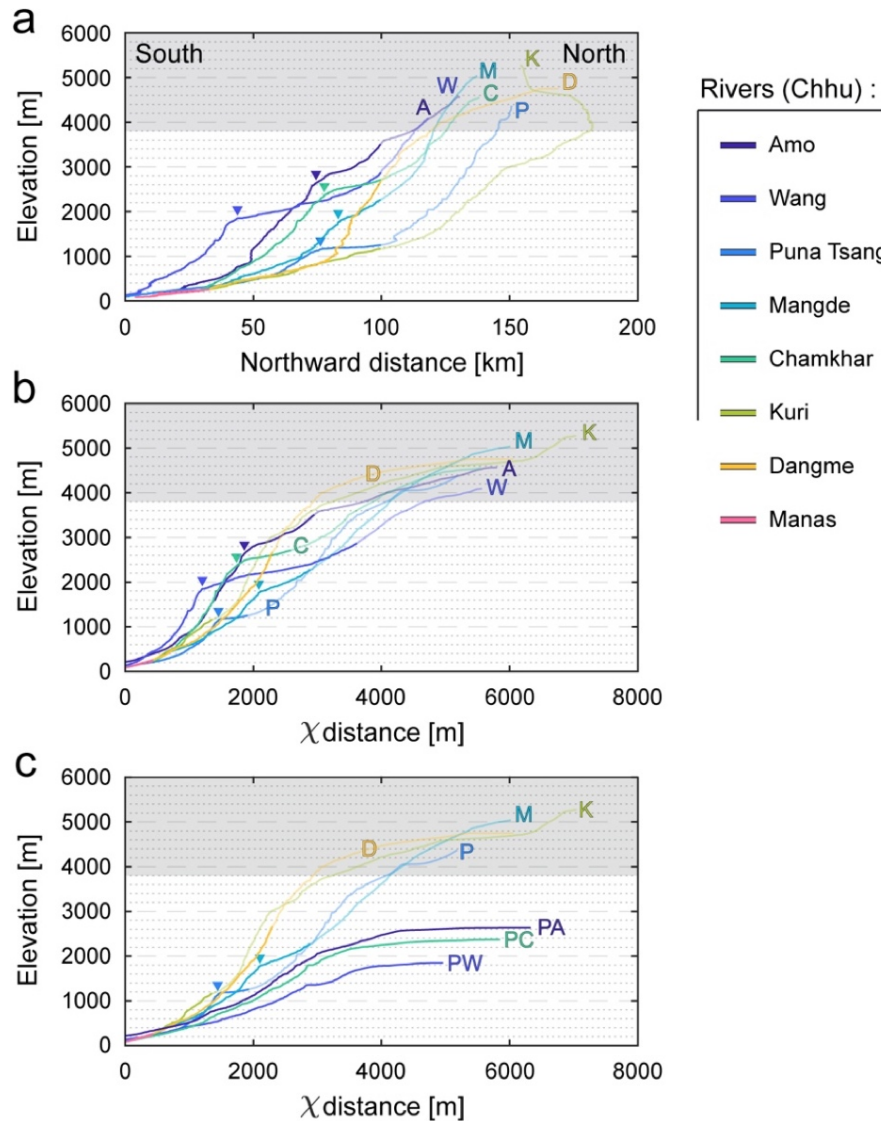 a
South
North
6000
5000
4000
3000
2000
1000
0
Elevation [m]
A
W
M
C
K
D
P
0
50
100
150
200
Northward distance [km]
b
6000
5000
4000
3000
2000
1000
0
Elevation [m]
D
M
K
A
W
C
P
0
2000
4000
6000
8000
χ distance [m]
c
6000
5000
4000
3000
2000
1000
0
Elevation [m]
D
M
K
P
PA
PC
PW
0
2000
4000
6000
8000
χ distance [m]
Rivers (Chhu) :
Amo
Wang
Puna Tsang
Mangde
Chamkhar
Kuri
Dangme
Manas